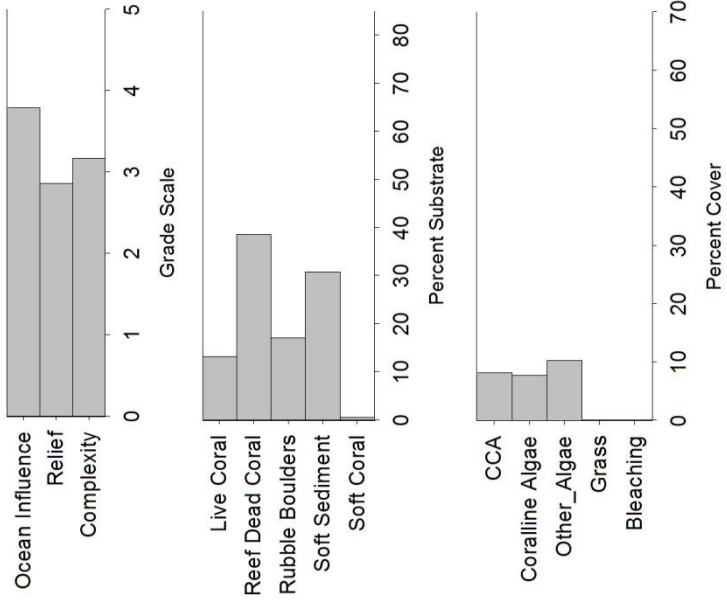 5
4
3
2
1
0
Grade Scale
Ocean Influence
Relief
Complexity
80
70
60
50
40
30
20
10
0
Percent Substrate
Live Coral
Reef Dead Coral
Rubble Boulders
Soft Sediment
Soft Coral
70
60
50
40
30
20
10
0
Percent Cover
CCA
Coralline Algae
Other_Algae
Grass
Bleaching